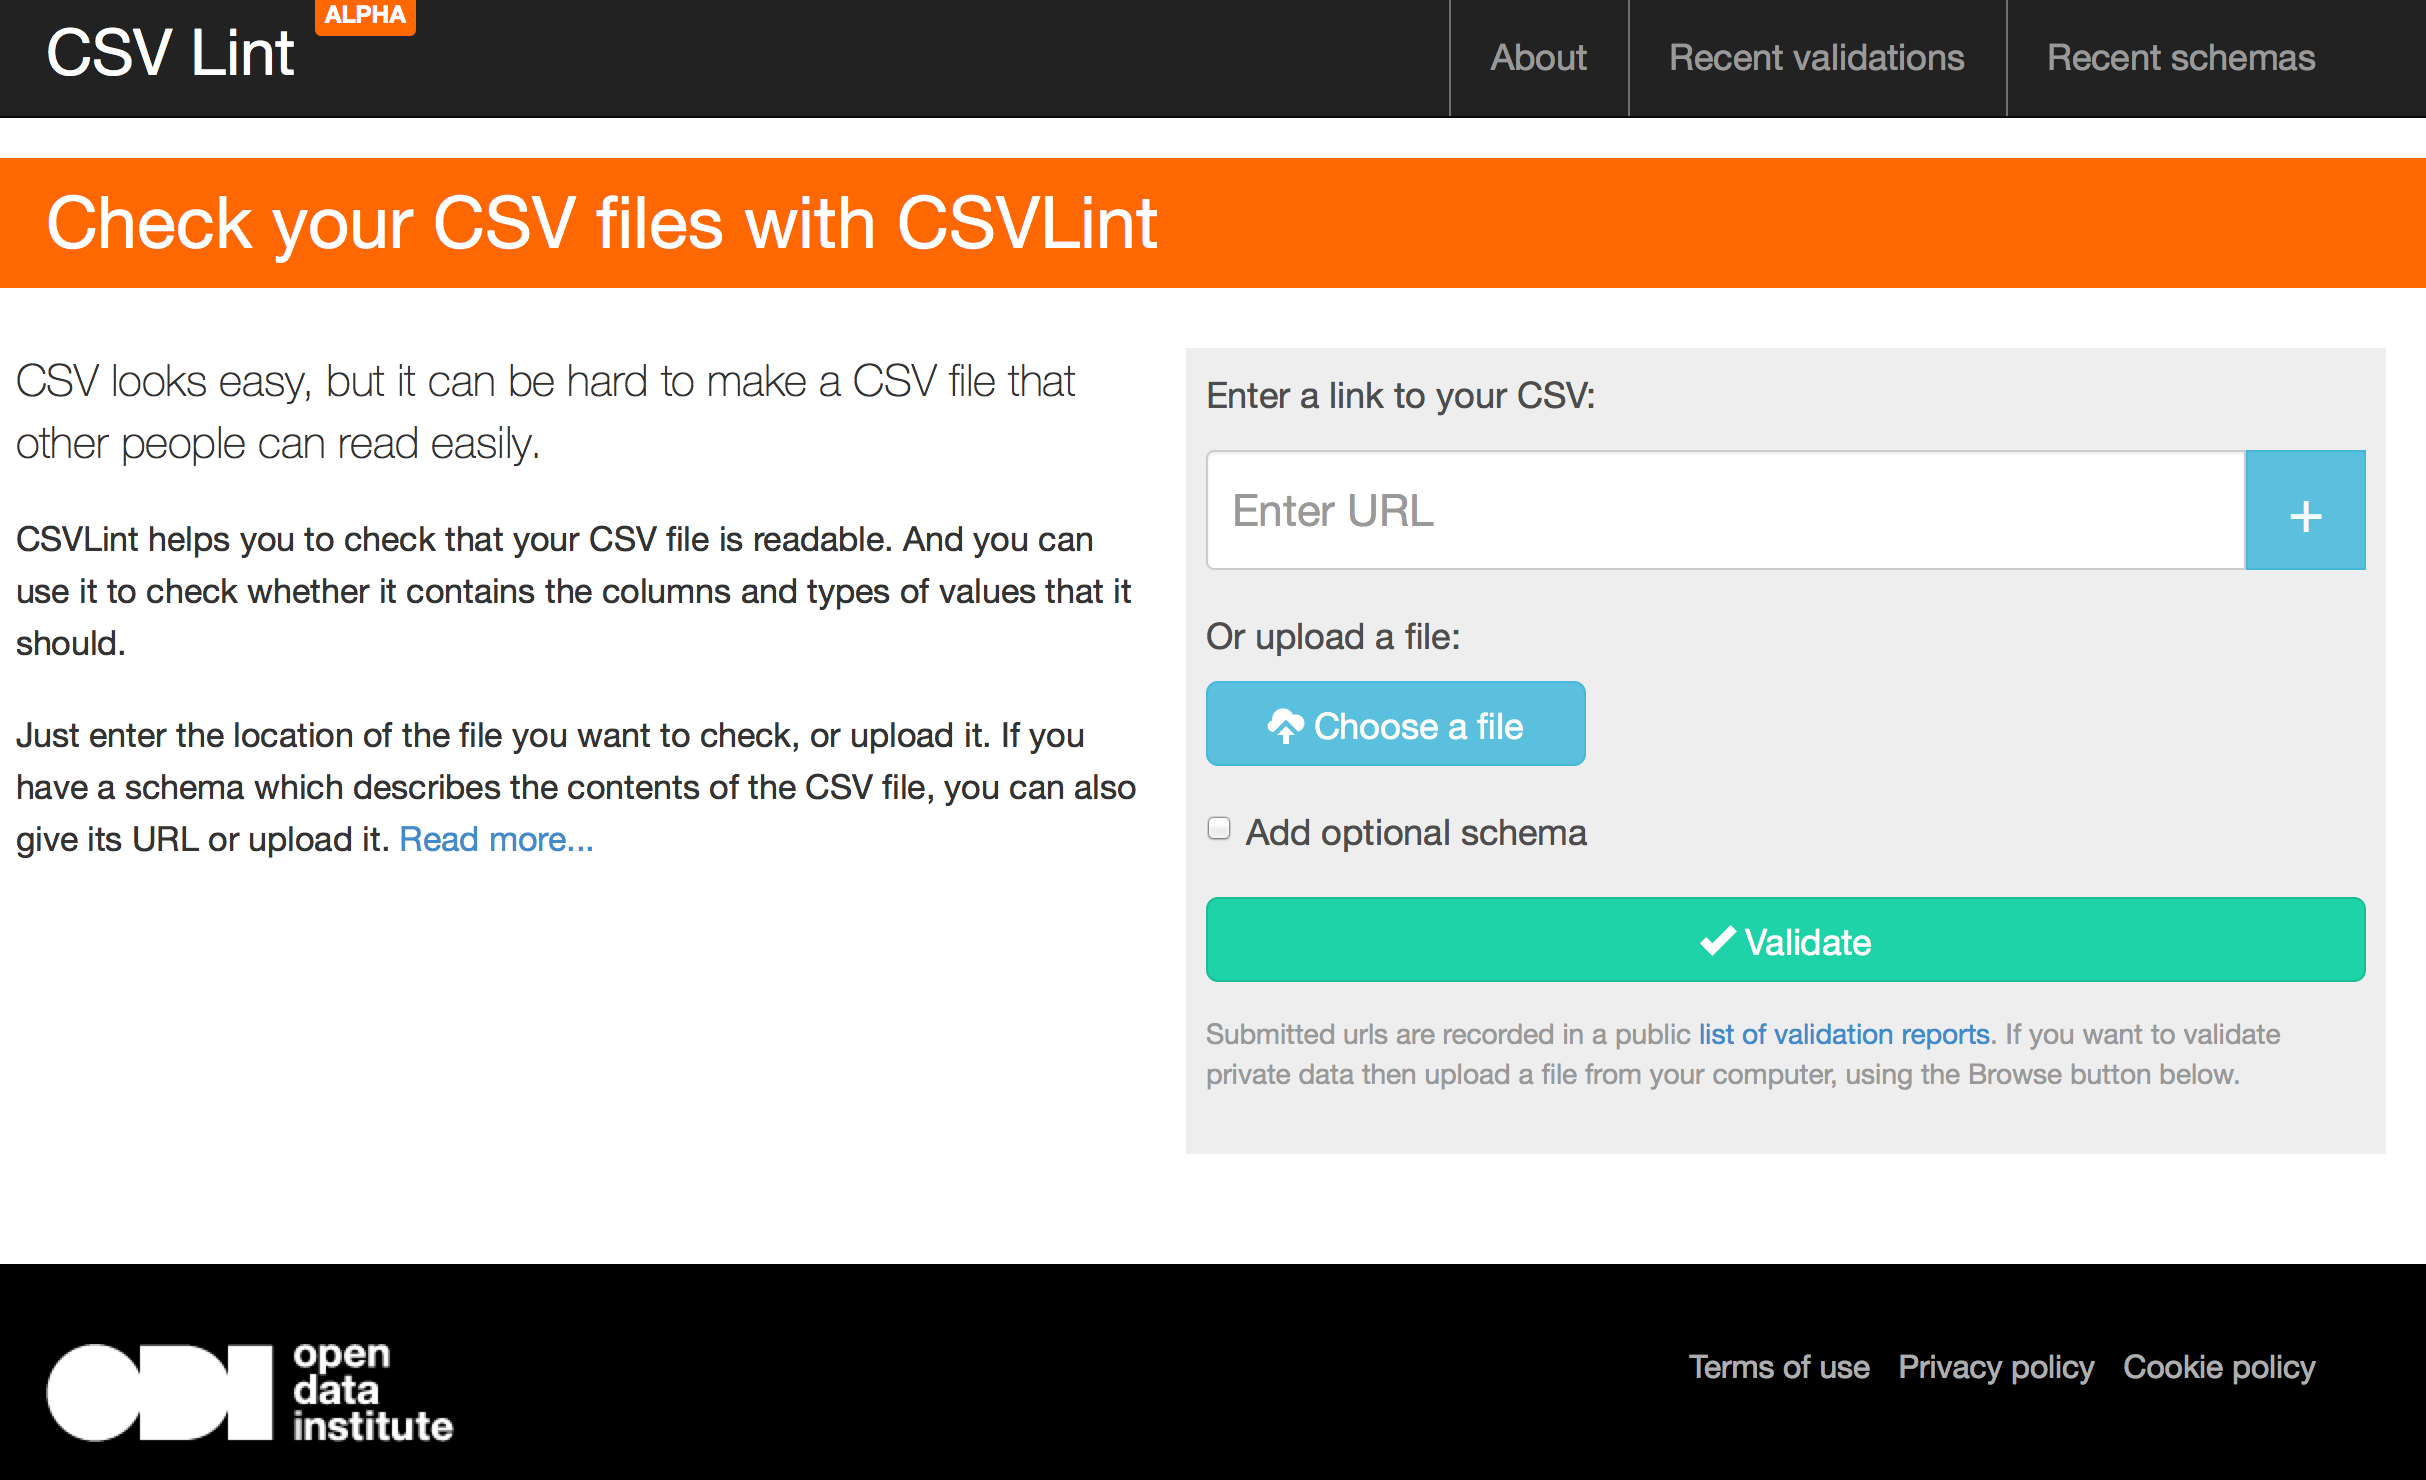 CSV Lint ALPHA
About Recent validations Recent schemas
Check your CSV files with CSVLint
CSV looks easy, but it can be hard to make a CSV file that
other people can read easily.
CSVLint helps you to check that your CSV file is readable. And you can
use it to check whether it contains the columns and types of values that it
should.
Just enter the location of the file you want to check, or upload it. If you
have a schema which describes the contents of the CSV file, you can also
give its URL or upload it. Read more...
Enter a link to your CSV:
Enter URL +
Or upload a file:
Choose a file
Add optional schema
Validate
Submitted urls are recorded in a public list of validation reports. If you want to validate
private data then upload a file from your computer, using the Browse button below.
ODI
open
data
institute
Terms of use Privacy policy Cookie policy